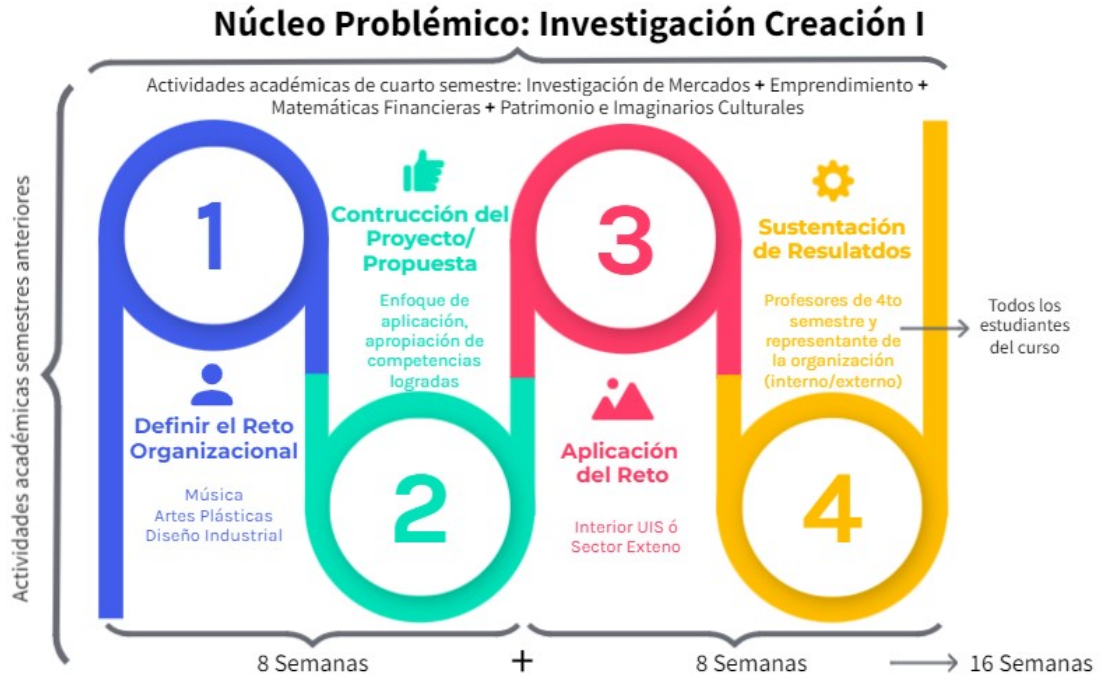 Núcleo Problémico: Investigación Creación I
Actividades académicas de cuarto semestre: Investigación de Mercados + Emprendimiento +
Matemáticas Financieras + Patrimonio e Imaginarios Culturales
Actividades académicas semestres anteriores
1
Definir el Reto
Organizacional
Música
Artes Plásticas
Diseño Industrial
Contrucción del
Proyecto/
Propuesta
Enfoque de
aplicación,
apropiación de
competencias
logradas
2
3
Aplicación
del Reto
Interior UIS ó
Sector Exteno
Sustentación
de Resulatdos
Profesores de 4to
semestre y
representante de
la organización
(interno/externo)
4
Todos los
estudiantes
del curso
8 Semanas
+
8 Semanas
16 Semanas